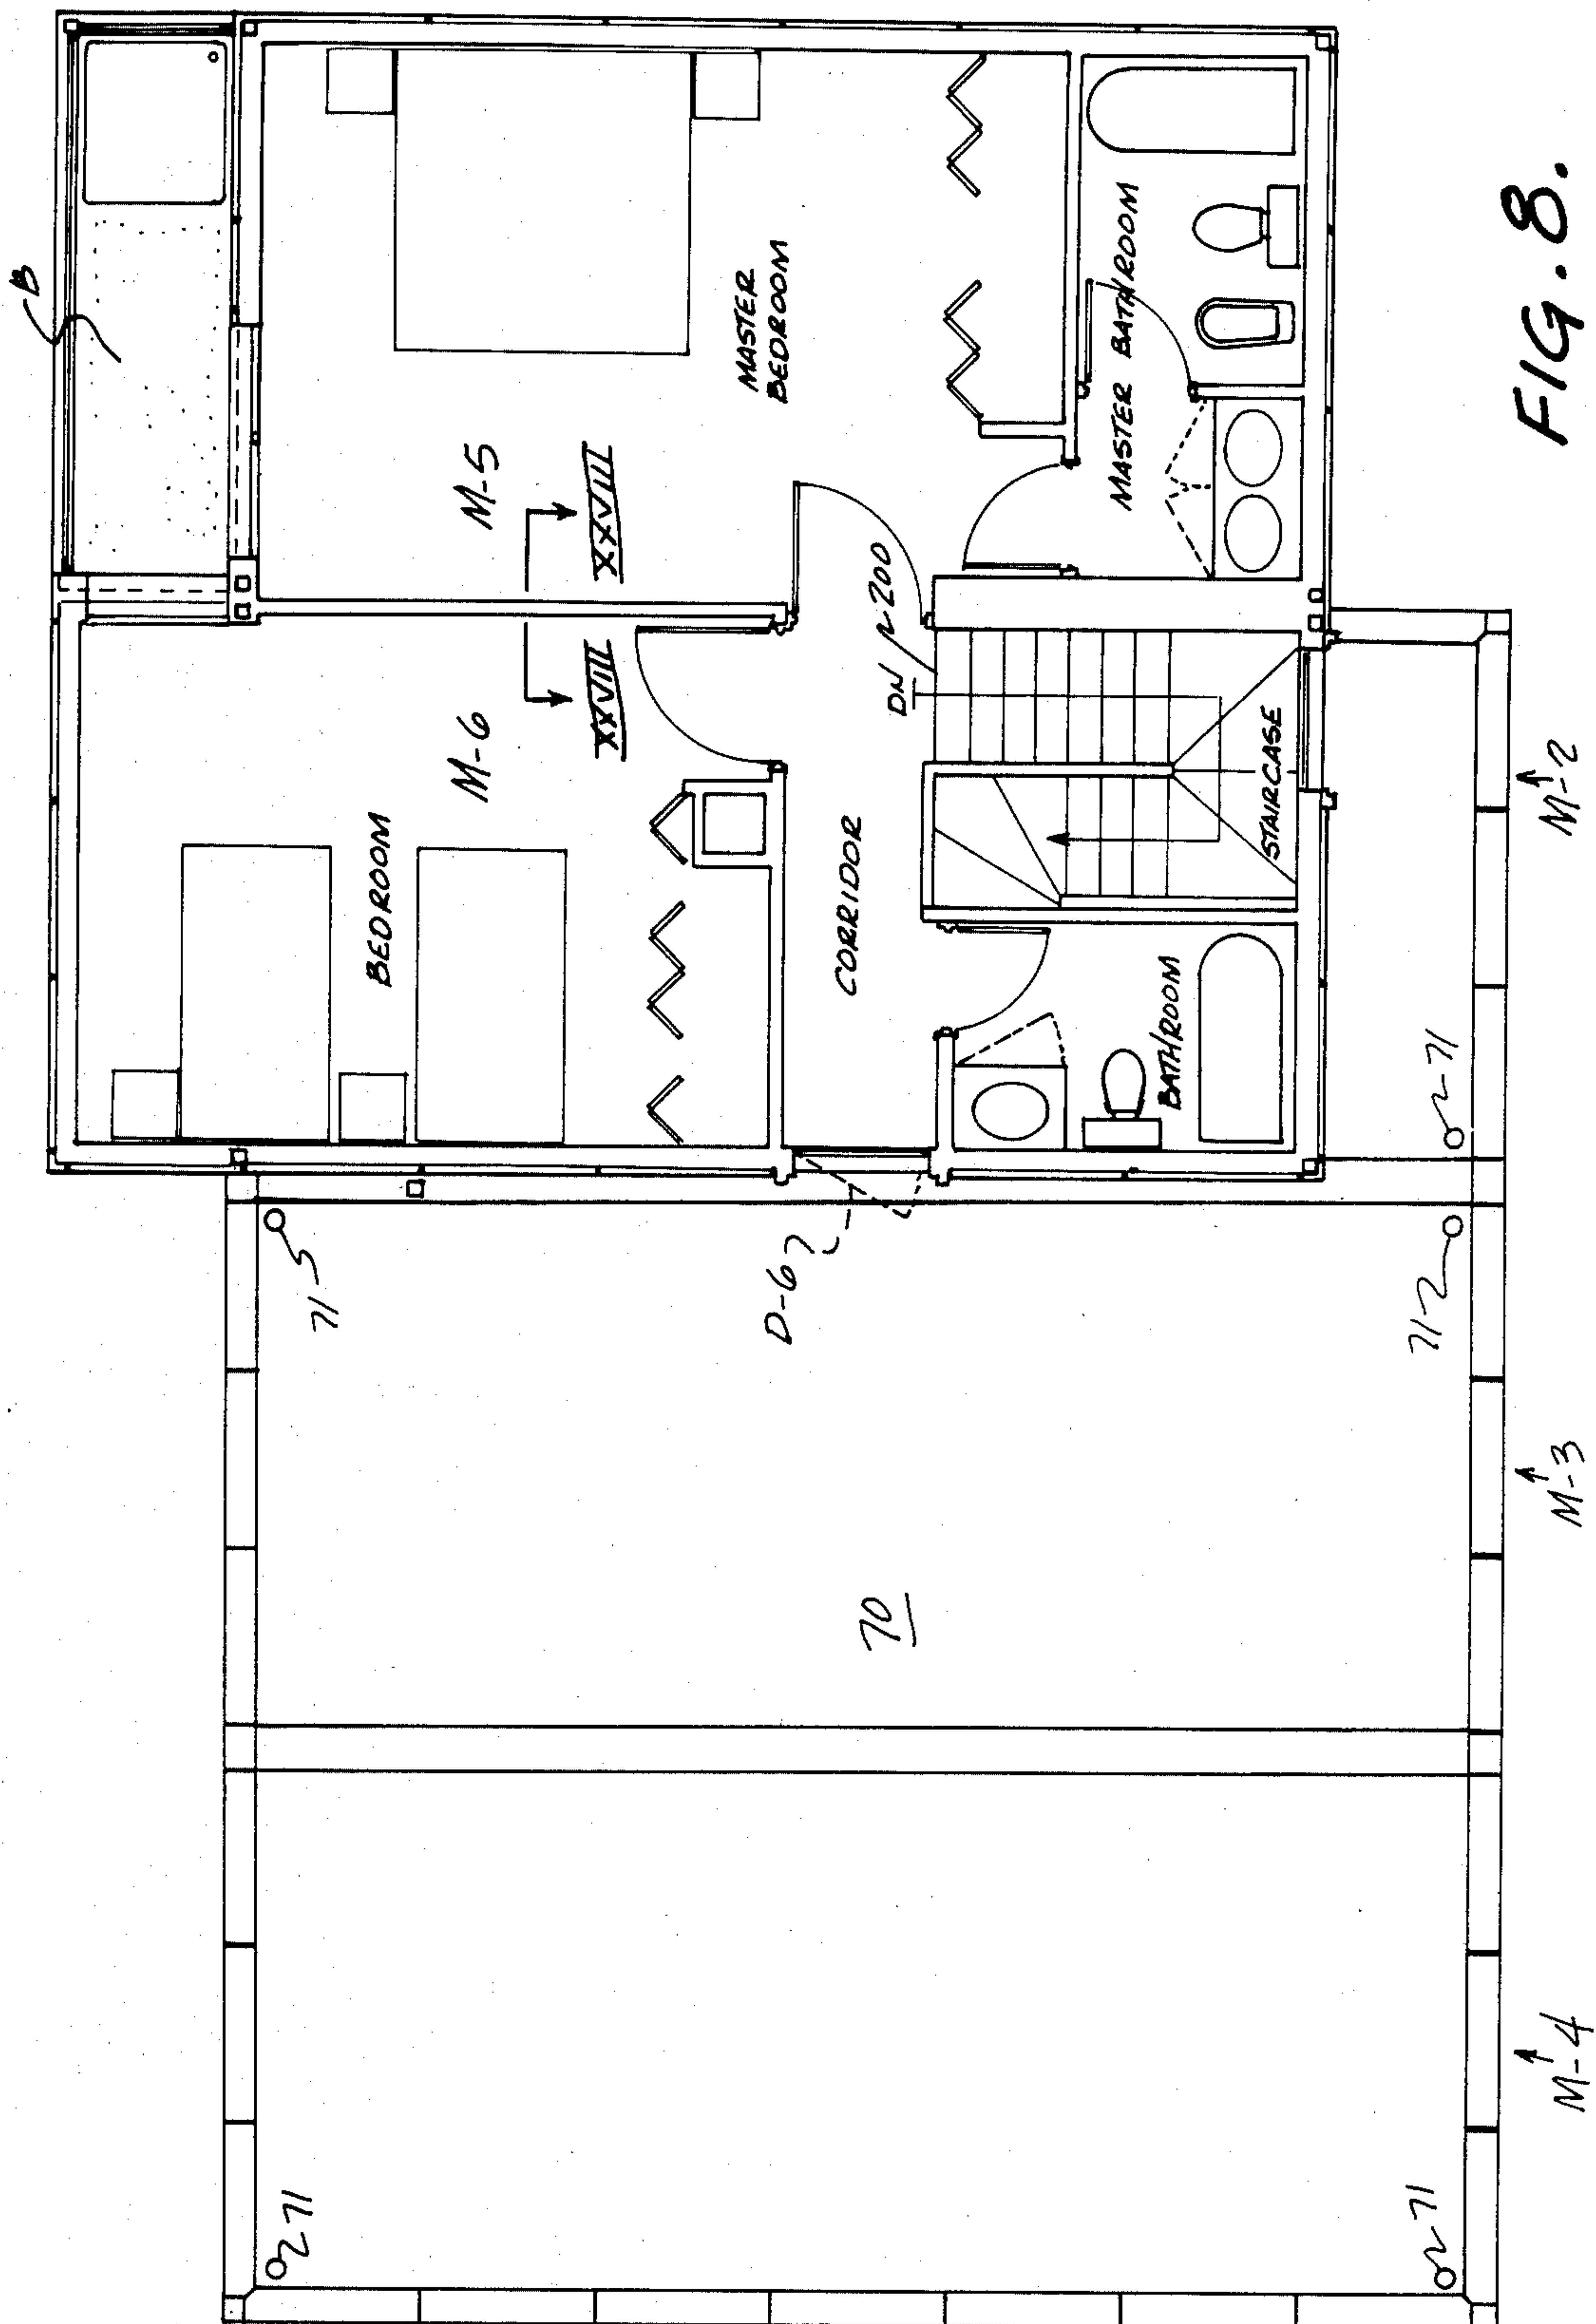 B
M-5
XXVIII
M-6
XXVII
MASTER
BEDROOM
MASTER BATHROOM
BEDROOM
200
DN
CORRIDOR
STAIRCASE
BATHROOM
71
71
71
D-6
70
71
71
M-2
M-3
M-4
FIG. 8.